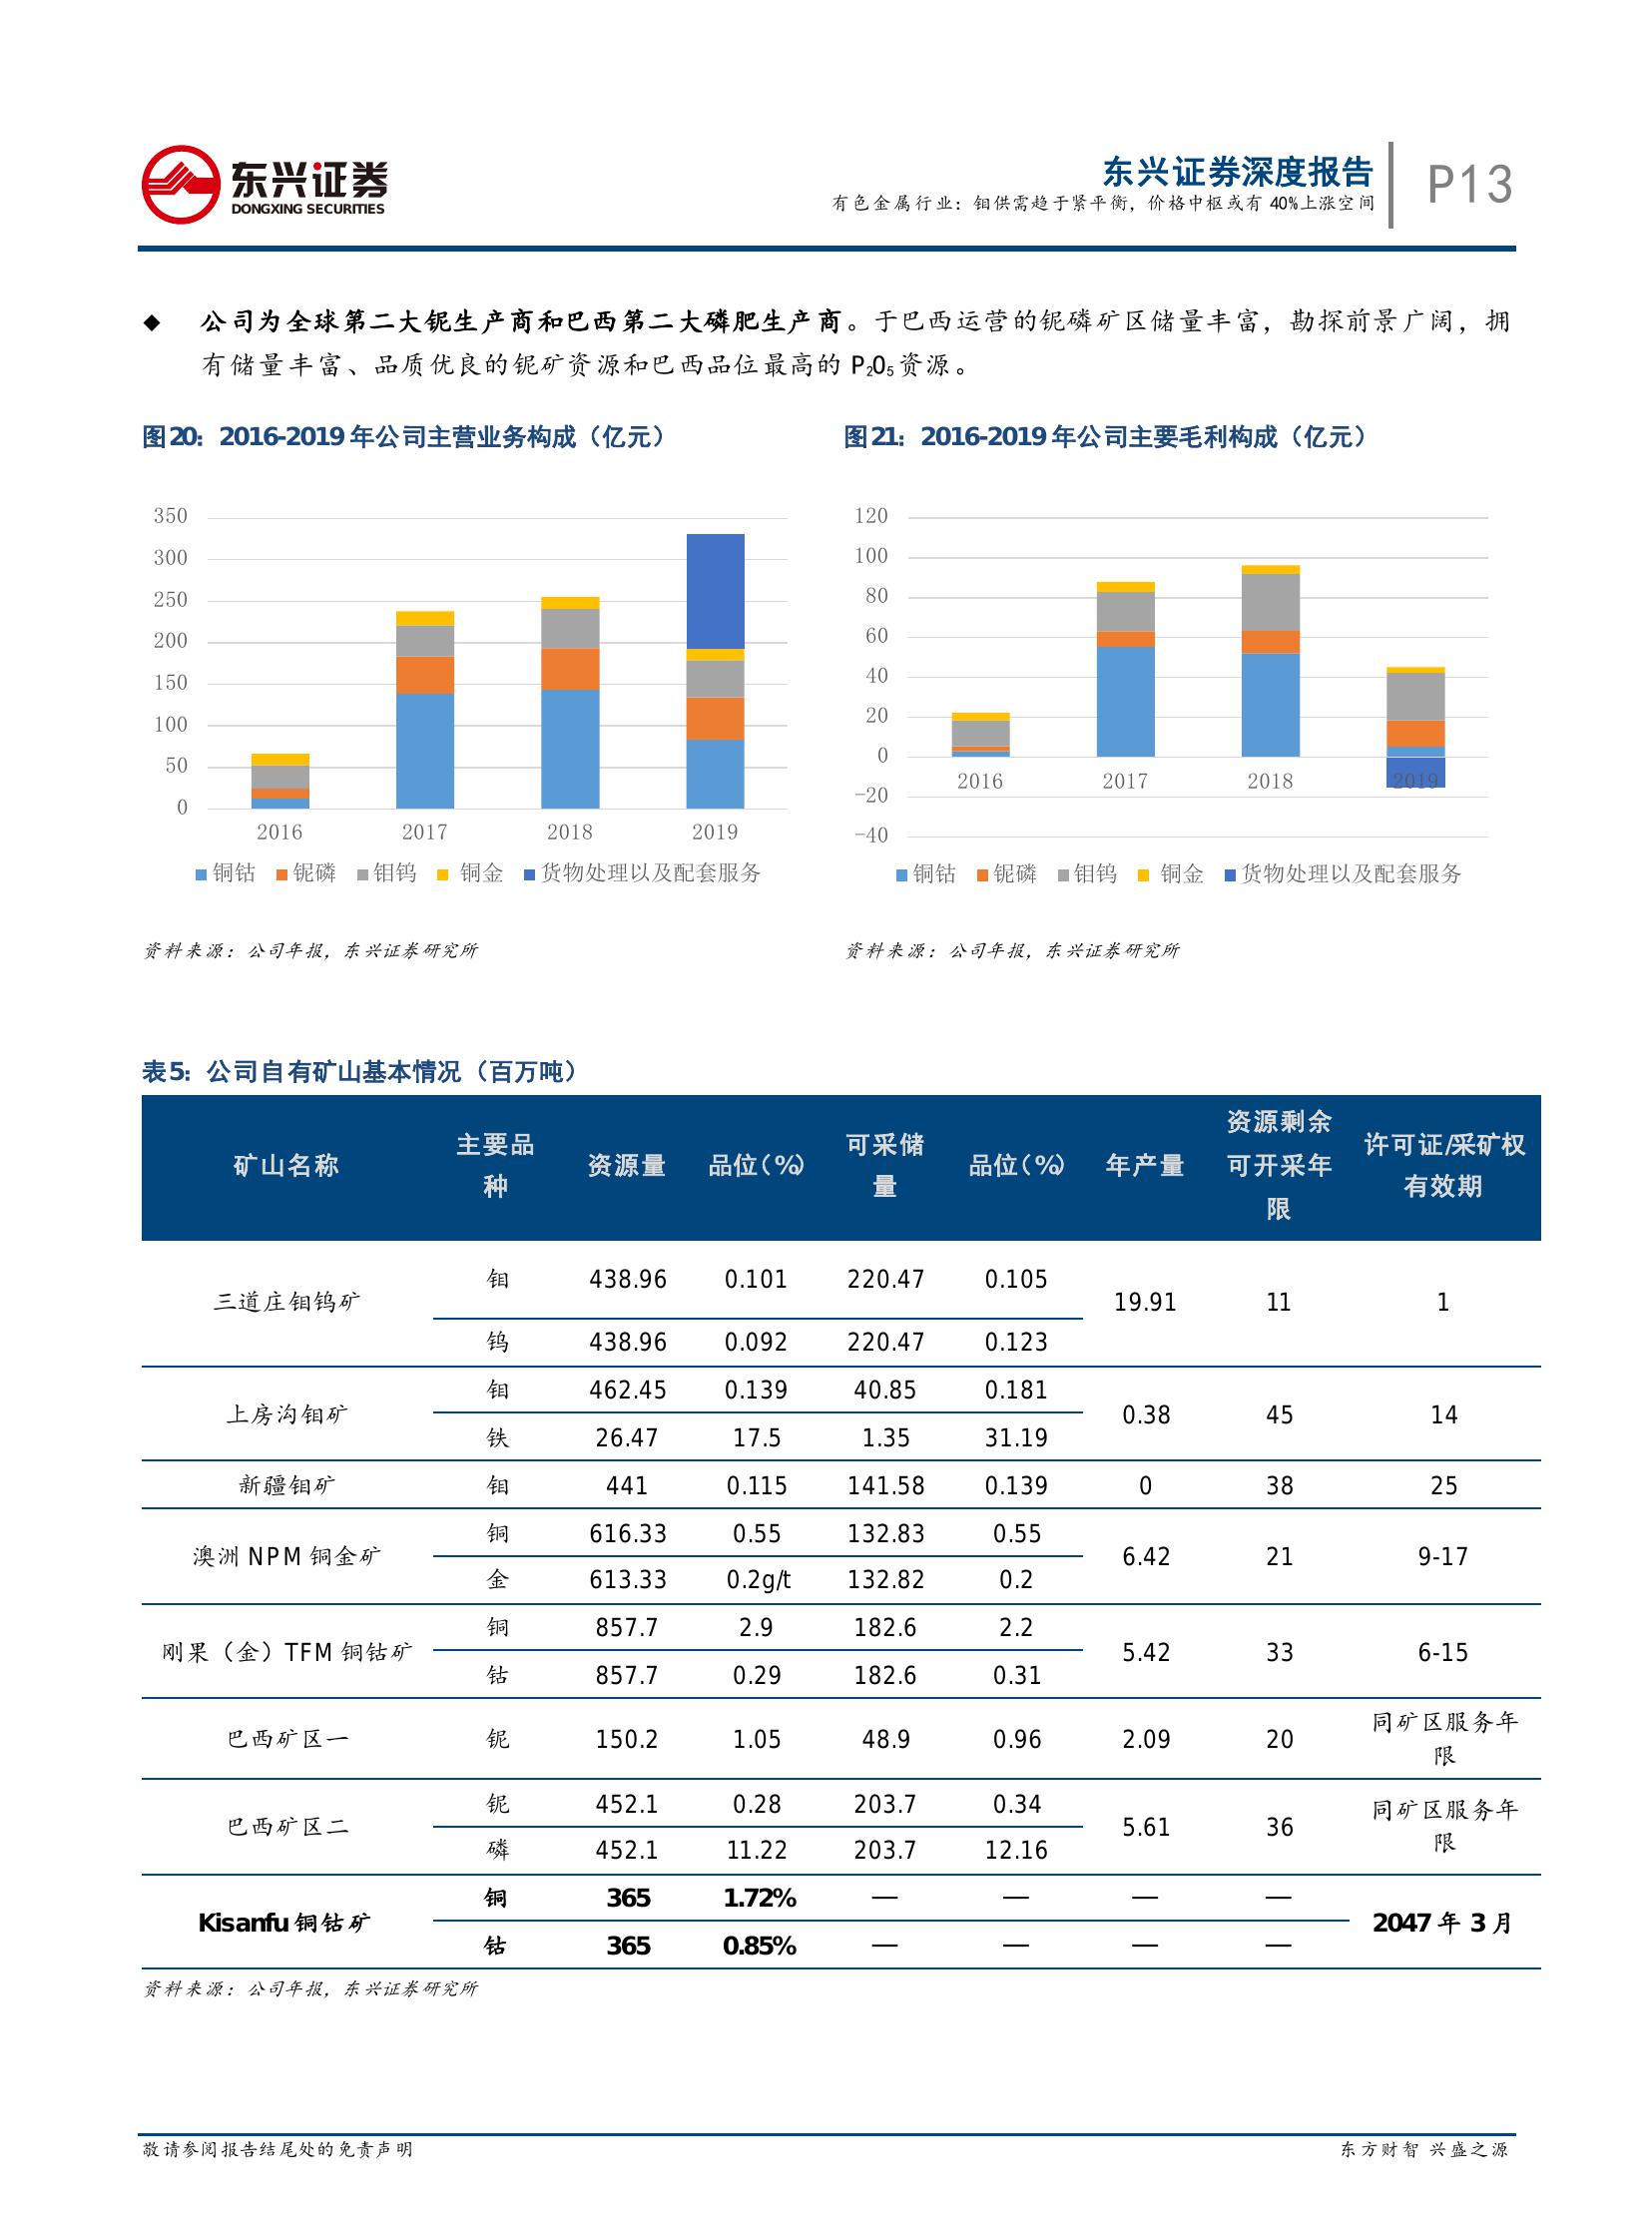 东兴证券
DONGXING SECURITIES
东兴证券深度报告
有色金属行业：钼供需趋于紧平衡，价格中枢或有 40%上涨空间
P13
◆ 公司为全球第二大铌生产商和巴西第二大磷肥生产商。于巴西运营的铌磷矿区储量丰富，勘探前景广阔，拥
有储量丰富、品质优良的铌矿资源和巴西品位最高的 P₂O₅资源。
图20：2016-2019 年公司主营业务构成（亿元）
350
300
250
200
150
100
50
0
2016 2017 2018 2019
铜钴 铌磷 钼钨 铜金 货物处理以及配套服务
资料来源：公司年报，东兴证券研究所
图21：2016-2019 年公司主要毛利构成（亿元）
120
100
80
60
40
20
0
−20
−40
2016 2017 2018 2019
铜钴 铌磷 钼钨 铜金 货物处理以及配套服务
资料来源：公司年报，东兴证券研究所
表5：公司自有矿山基本情况（百万吨）
矿山名称 主要品种 资源量 品位（%） 可采储量 品位（%） 年产量 资源剩余可开采年限 许可证/采矿权有效期
三道庄钼钨矿 钼 438.96 0.101 220.47 0.105 19.91 11 1
钨 438.96 0.092 220.47 0.123
上房沟钼矿 钼 462.45 0.139 40.85 0.181 0.38 45 14
铁 26.47 17.5 1.35 31.19
新疆钼矿 钼 441 0.115 141.58 0.139 0 38 25
澳洲 NPM 铜金矿 铜 616.33 0.55 132.83 0.55 6.42 21 9-17
金 613.33 0.2g/t 132.82 0.2
刚果（金）TFM 铜钴矿 铜 857.7 2.9 182.6 2.2 5.42 33 6-15
钴 857.7 0.29 182.6 0.31
巴西矿区一 铌 150.2 1.05 48.9 0.96 2.09 20 同矿区服务年限
巴西矿区二 铌 452.1 0.28 203.7 0.34 5.61 36 同矿区服务年限
磷 452.1 11.22 203.7 12.16
Kisanfu 铜钴矿 铜 365 1.72% — — — — 2047 年 3 月
钴 365 0.85% — — — —
资料来源：公司年报，东兴证券研究所
敬请参阅报告结尾处的免责声明
东方财智 兴盛之源